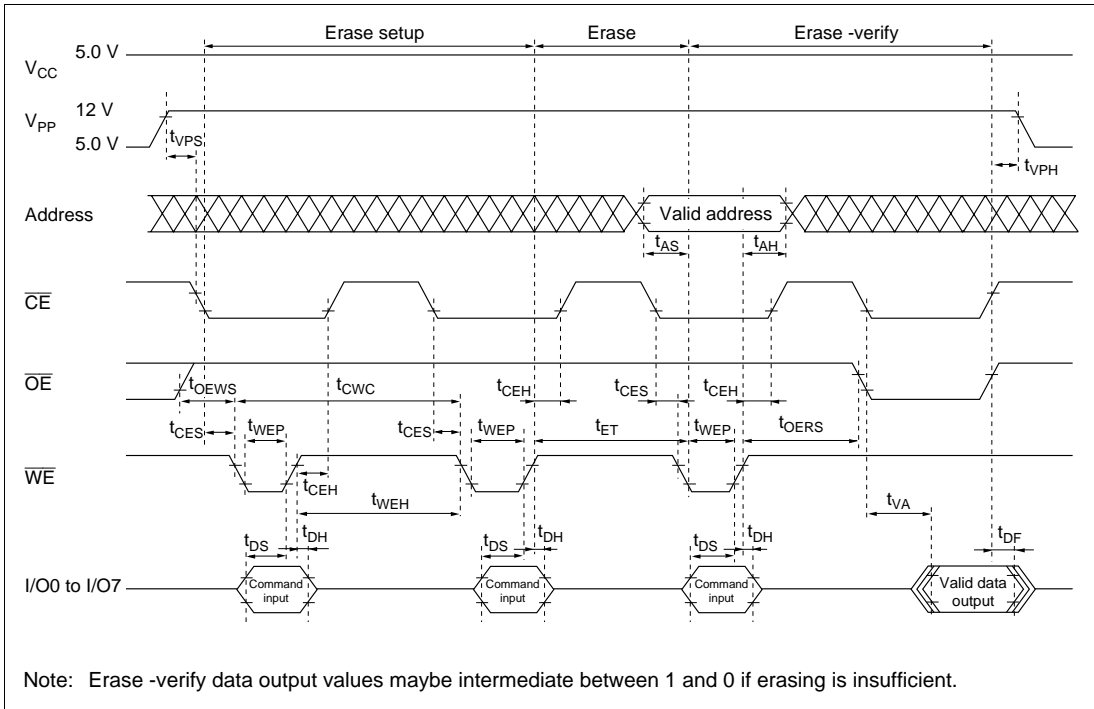 Erase setup
Erase
Erase -verify
5.0 V
VCC
12 V
VPP
5.0 V
tVPS
tVPH
Address
Valid address
tAS
tAH
CE
OE
tOEWS
tCWC
tCEH
tCES
tCEH
tCES
tWEP
tCES
tWEP
tET
tWEP
tOERS
WE
tCEH
tWEH
tVA
tDS
tDH
tDS
tDH
tDS
tDH
tDF
I/O0 to I/O7
Command
input
Command
input
Command
input
Valid data
output
Note: Erase -verify data output values maybe intermediate between 1 and 0 if erasing is insufficient.